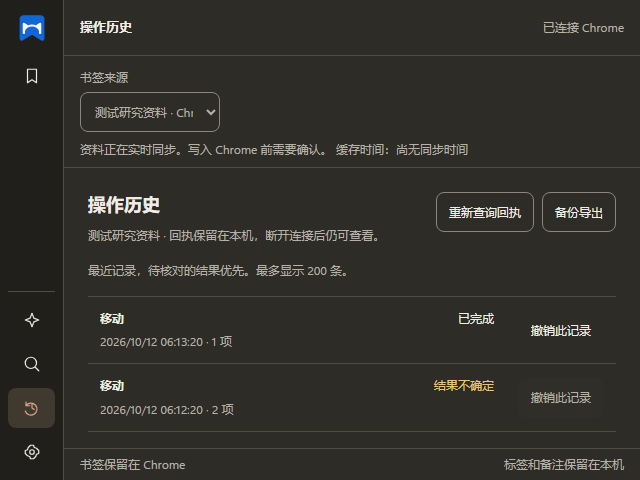 操作历史
已连接 Chrome
书签来源
测试研究资料 · Chr
资料正在实时同步。写入 Chrome 前需要确认。 缓存时间：尚无同步时间
操作历史
重新查询回执
备份导出
测试研究资料 · 回执保留在本机，断开连接后仍可查看。
最近记录，待核对的结果优先。最多显示 200 条。
移动
已完成
撤销此记录
2026/10/12 06:13:20 · 1 项
移动
结果不确定
撤销此记录
2026/10/12 06:12:20 · 2 项
书签保留在 Chrome
标签和备注保留在本机